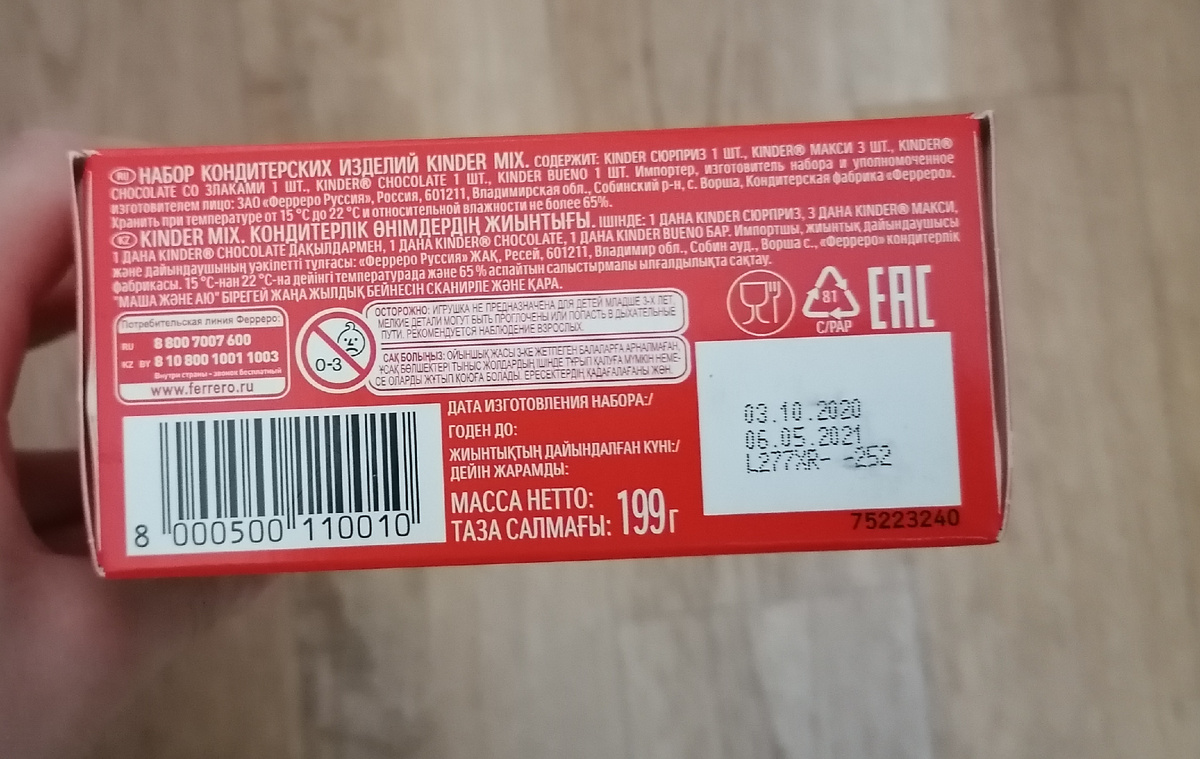 RU НАБОР КОНДИТЕРСКИХ ИЗДЕЛИЙ KINDER MIX. СОДЕРЖИТ: KINDER СЮРПРИЗ 1 ШТ., KINDER® МАКСИ 3 ШТ., KINDER®
CHOCOLATE СО ЗЛАКАМИ 1 ШТ., KINDER® CHOCOLATE 1 ШТ., KINDER BUENO 1 ШТ. Импортер, изготовитель набора и уполномоченное
изготовителем лицо: ЗАО «Ферреро Руссия», Россия, 601211, Владимирская обл., Собинский р-н, с. Ворша, Кондитерская фабрика «Ферреро».
Хранить при температуре от 15 °С до 22 °С и относительной влажности не более 65%.
KZ KINDER MIX. КОНДИТЕРЛІК ӨНІМДЕРДІҢ ЖИЫНТЫҒЫ. ІШІНДЕ: 1 ДАНА KINDER СЮРПРИЗ, 3 ДАНА KINDER® МАКСИ,
1 ДАНА KINDER® CHOCOLATE ДАҚЫЛДАРМЕН, 1 ДАНА KINDER® CHOCOLATE, 1 ДАНА KINDER BUENO БАР. Импортшы, жиынтық дайындаушысы
және дайындаушының уәкілетті тұлғасы: «Ферреро Руссия» ЖАҚ, Ресей, 601211, Владимир обл., Собин ауд., Ворша с., «Ферреро» кондитерлік
фабрикасы. 15 °С-нан 22 °С-на дейінгі температурада және 65 % аспайтын салыстырмалы ылғалдылықта сақтау.
"МАША ЖӘНЕ АЮ" БІРЕГЕЙ ЖАҢА ЖЫЛДЫҚ БЕЙНЕСІН СКАНИРЛЕ ЖӘНЕ ҚАРА.
Потребительская линия Ферреро:
RU 8 800 7007 600
KZ BY 8 10 800 1001 1003
Внутри страны - звонок бесплатный
www.ferrero.ru
0-3
ОСТОРОЖНО: ИГРУШКА НЕ ПРЕДНАЗНАЧЕНА ДЛЯ ДЕТЕЙ МЛАДШЕ 3-Х ЛЕТ.
МЕЛКИЕ ДЕТАЛИ МОГУТ БЫТЬ ПРОГЛОЧЕНЫ ИЛИ ПОПАСТЬ В ДЫХАТЕЛЬНЫЕ
ПУТИ. РЕКОМЕНДУЕТСЯ НАБЛЮДЕНИЕ ВЗРОСЛЫХ.
САҚ БОЛЫҢЫЗ: ОЙЫНШЫҚ ЖАСЫ 3-КЕ ЖЕТПЕГЕН БАЛАЛАРҒА АРНАЛМАҒАН,
ҰСАҚ БӨЛШЕКТЕРІ ТЫНЫС ЖОЛДАРДЫҢ ІШІНДЕ ТҰРЫП ҚАЛУҒА МҮМКІН НЕМЕ-
СЕ ОЛАРДЫ ЖҰТЫП ҚОЮҒА БОЛАДЫ. ЕРЕСЕКТЕРДІҢ ҚАДАҒАЛАҒАНЫ ЖӨН.
81
C/PAP
EAC
ДАТА ИЗГОТОВЛЕНИЯ НАБОРА:/
ГОДЕН ДО:
ЖИЫНТЫҚТЫҢ ДАЙЫНДАЛҒАН КҮНІ:/
ДЕЙІН ЖАРАМДЫ:
МАССА НЕТТО:
ТАЗА САЛМАҒЫ: 199г
03.10.2020
06.05.2021
L277XR- -252
75223240
8 000500 110010